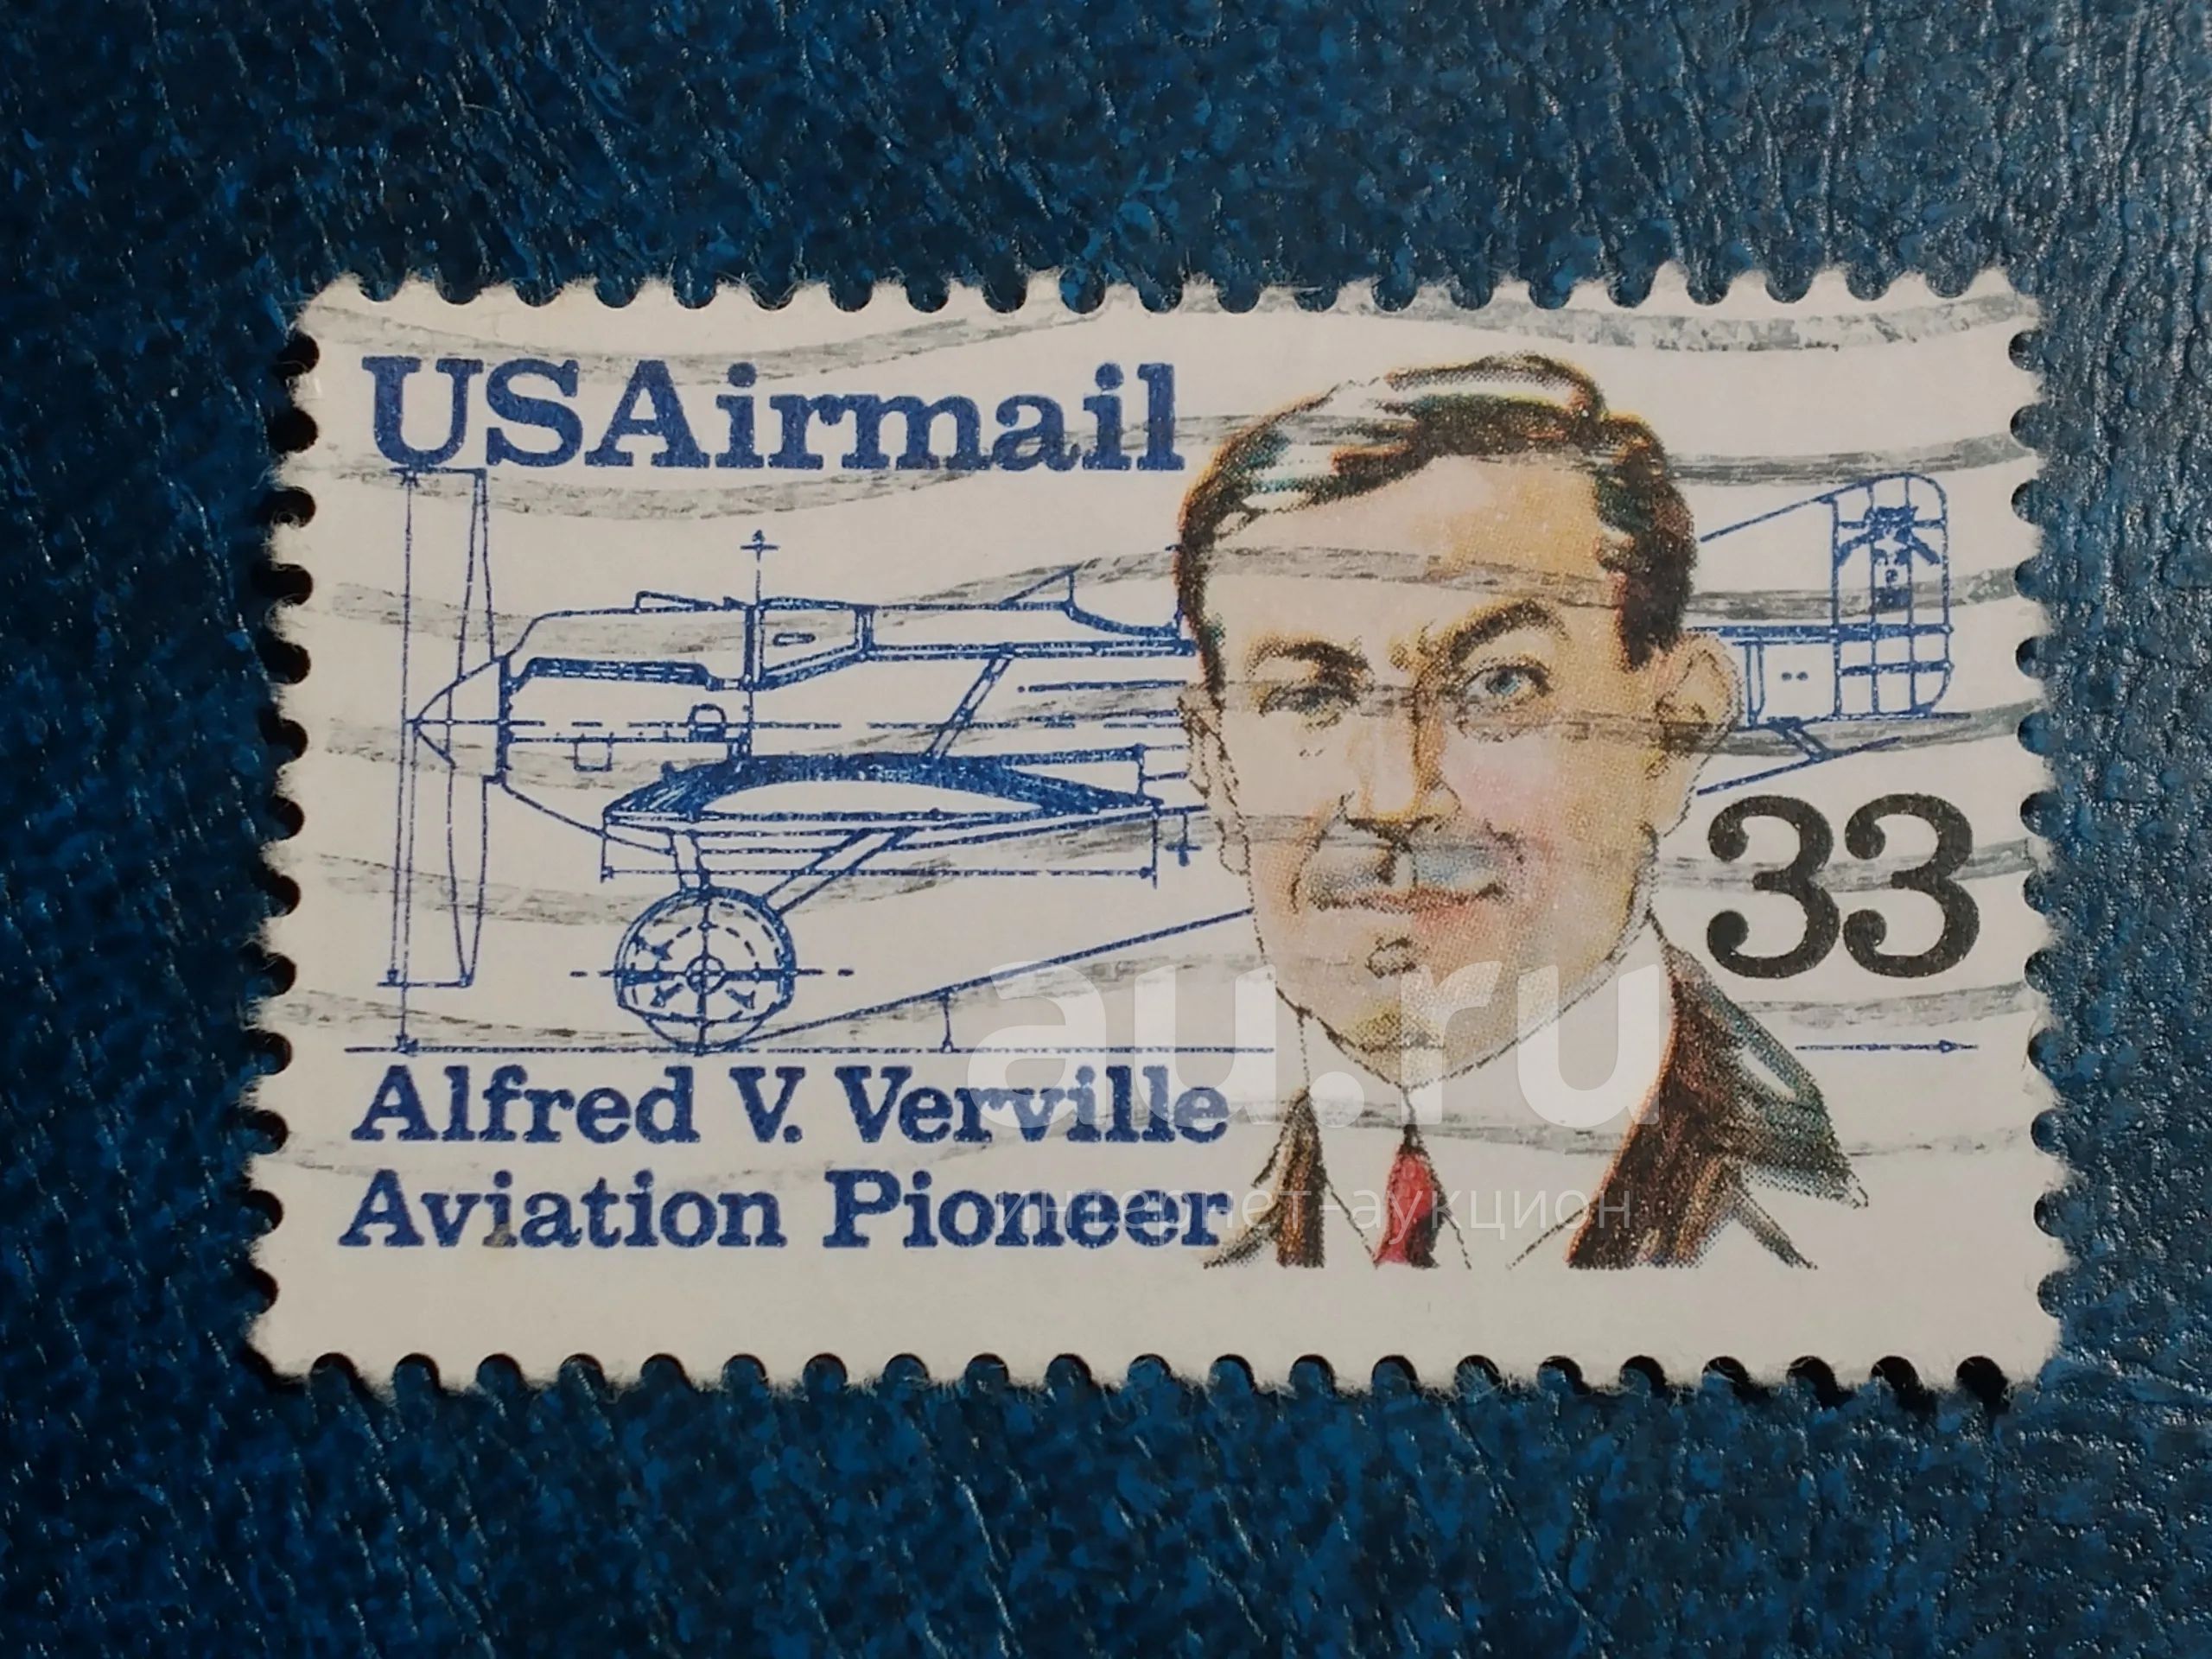 USAirmail
33
Alfred V. Verville
Aviation Pioneer
au.ru
интернет-аукцион